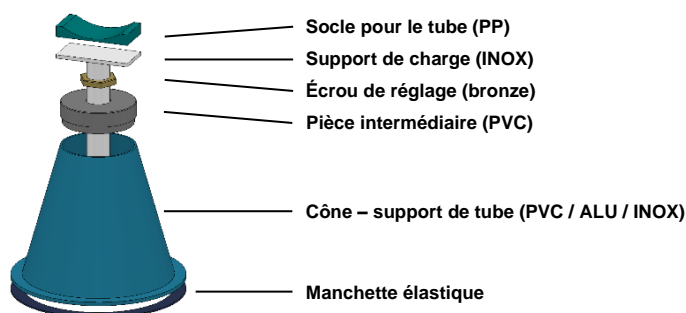 Socle pour le tube (PP)
Support de charge (INOX)
Écrou de réglage (bronze)
Pièce intermédiaire (PVC)
Cône – support de tube (PVC / ALU / INOX)
Manchette élastique